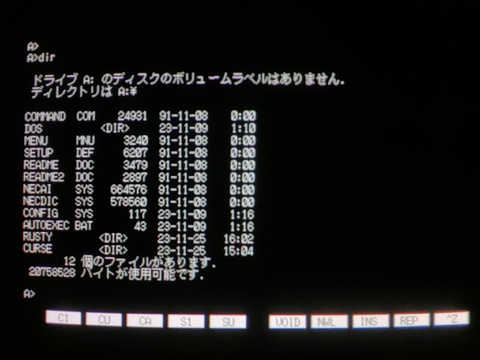 A>
A>dir
ドライブ A: のディスクのボリュームラベルはありません.
ディレクトリは A:¥
COMMAND COM 24931 91-11-08 0:00
DOS <DIR> 23-11-09 1:10
MENU MNU 3240 91-11-08 0:00
SETUP DEF 6207 91-11-08 0:00
README DOC 3479 91-11-08 0:00
README2 DOC 2897 91-11-08 0:00
NECAI SYS 664576 91-11-08 0:00
NECDIC SYS 578560 91-11-08 0:00
CONFIG SYS 117 23-11-09 1:16
AUTOEXEC BAT 43 23-11-09 1:16
RUSTY <DIR> 23-11-25 16:02
CURSE <DIR> 23-11-25 15:04
12 個のファイルがあります.
20758528 バイトが使用可能です.
A>
C1 CU CA S1 SU VOID NWL INS REP ^Z